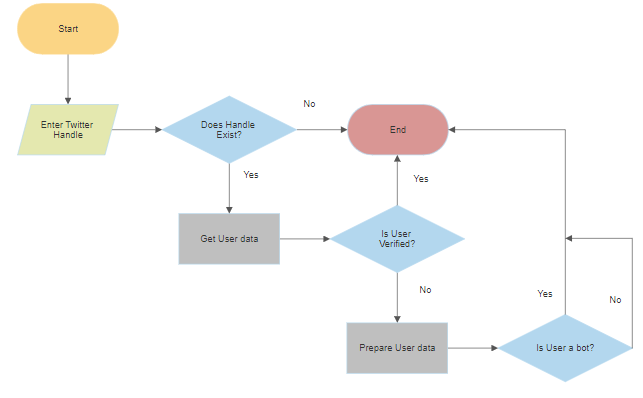 Start
Enter Twitter
Handle
Does Handle
Exist?
No
End
Yes
Get User data
Is User
Verified?
Yes
No
Prepare User data
Is User a bot?
Yes
No